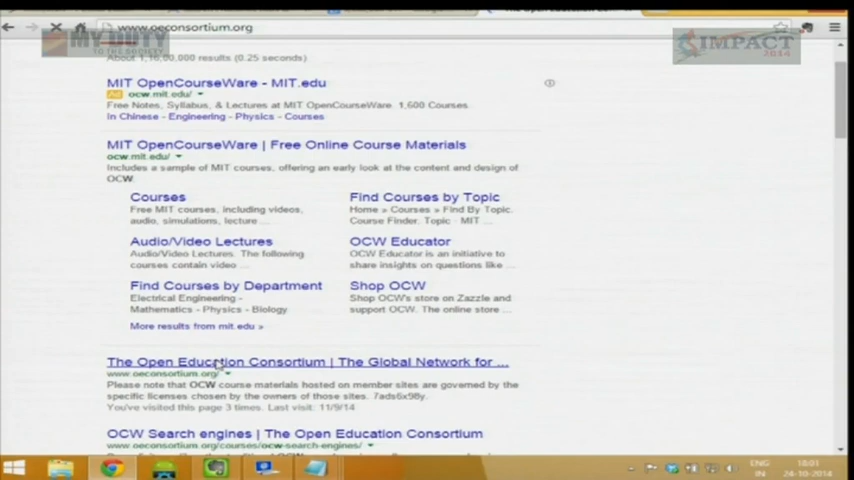 www.oeconsortium.org
MY DUTY
TO THE SOCIETY
IMPACT
2014
About 1,16,00,000 results (0.25 seconds)
MIT OpenCourseWare - MIT.edu
Ad ocw.mit.edu/
Free Notes, Syllabus, & Lectures at MIT OpenCourseWare. 1,600 Courses.
In Chinese - Engineering - Physics - Courses
MIT OpenCourseWare | Free Online Course Materials
ocw.mit.edu/
Includes a sample of MIT courses, offering an early look at the content and design of
OCW.
Courses
Free MIT courses, including videos,
audio, simulations, lecture ...
Find Courses by Topic
Home » Courses » Find By Topic.
Course Finder. Topic - MIT ...
Audio/Video Lectures
Audio/Video Lectures. The following
courses contain video ...
OCW Educator
OCW Educator is an initiative to
share insights on questions like ...
Find Courses by Department
Electrical Engineering -
Mathematics - Physics - Biology
Shop OCW
Shop OCW's store on Zazzle and
support OCW. The online store ...
More results from mit.edu »
The Open Education Consortium | The Global Network for ...
www.oeconsortium.org/
Please note that OCW course materials hosted on member sites are governed by the
specific licenses chosen by the owners of those sites. 7ads6x98y.
You've visited this page 3 times. Last visit: 11/9/14
OCW Search engines | The Open Education Consortium
www.oeconsortium.org/courses/ocw-search-engines/
ENG
IN
18:01
24-10-2014